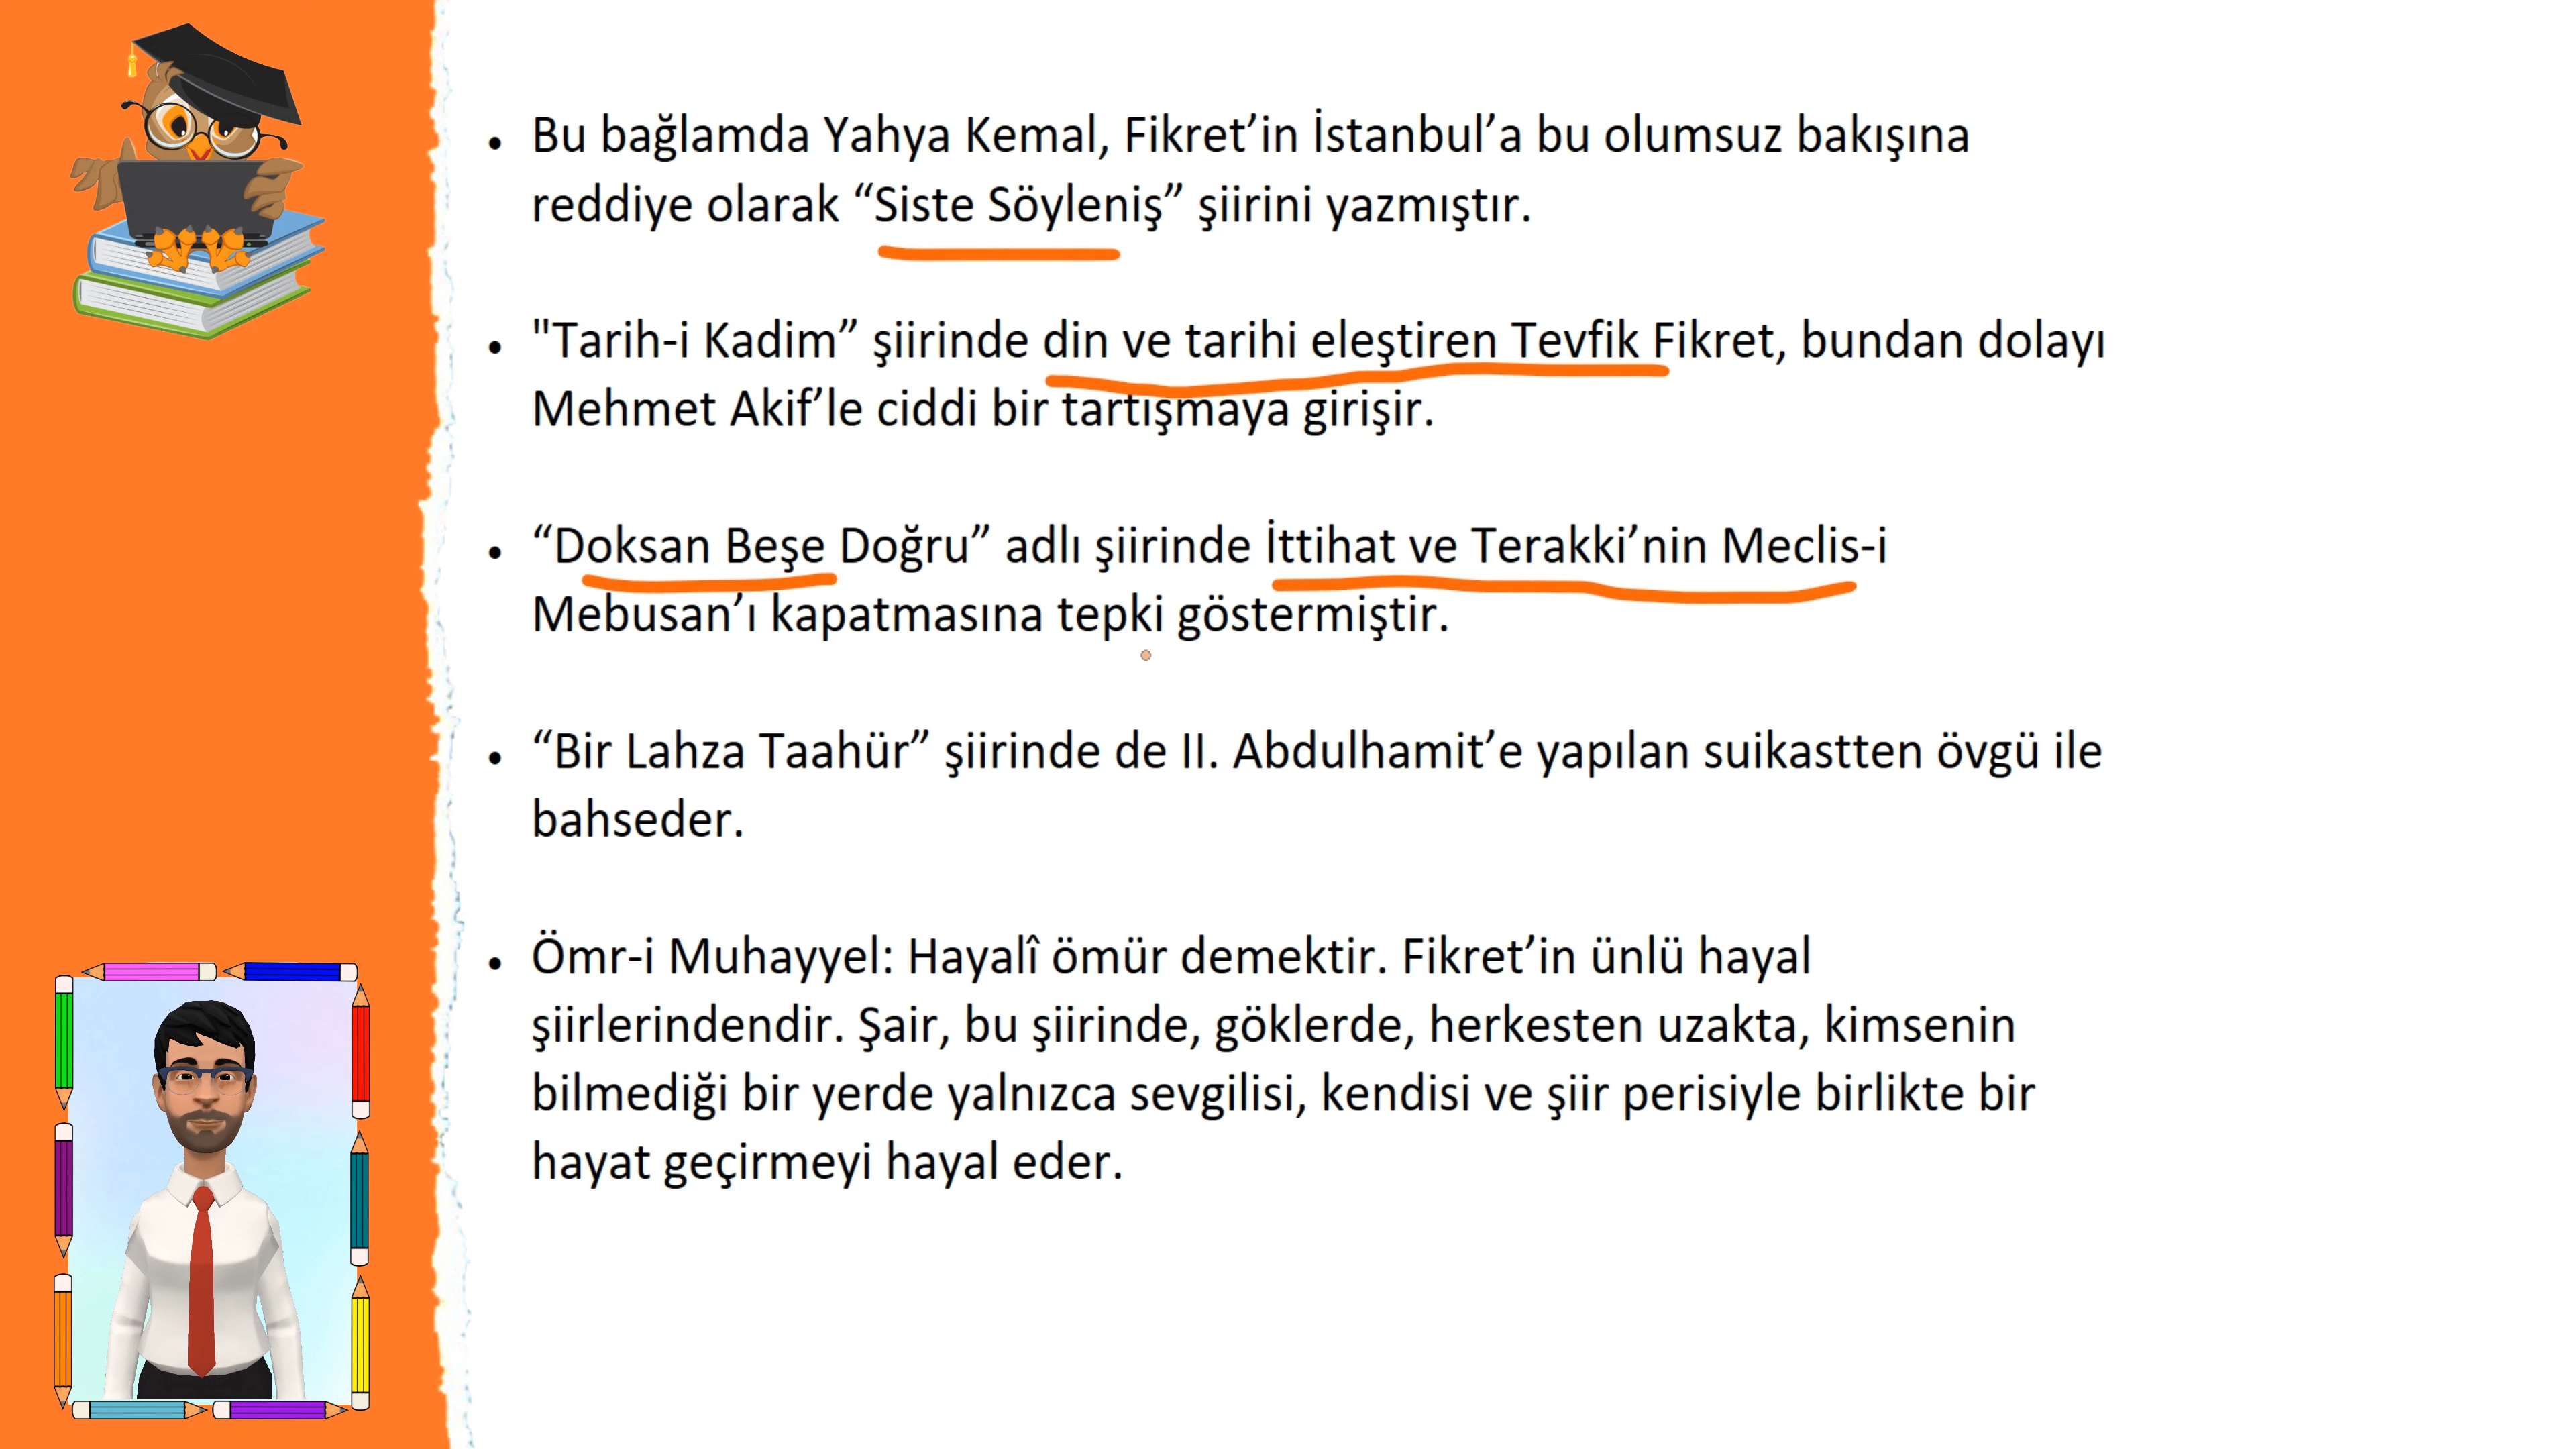 • Bu bağlamda Yahya Kemal, Fikret’in İstanbul’a bu olumsuz bakışına
reddiye olarak “Siste Söyleniş” şiirini yazmıştır.
• "Tarih-i Kadim” şiirinde din ve tarihi eleştiren Tevfik Fikret, bundan dolayı
Mehmet Akif’le ciddi bir tartışmaya girişir.
• “Doksan Beşe Doğru” adlı şiirinde İttihat ve Terakki’nin Meclis-i
Mebusan’ı kapatmasına tepki göstermiştir.
• “Bir Lahza Taahür” şiirinde de II. Abdulhamit’e yapılan suikastten övgü ile
bahseder.
• Ömr-i Muhayyel: Hayalî ömür demektir. Fikret’in ünlü hayal
şiirlerindendir. Şair, bu şiirinde, göklerde, herkesten uzakta, kimsenin
bilmediği bir yerde yalnızca sevgilisi, kendisi ve şiir perisiyle birlikte bir
hayat geçirmeyi hayal eder.